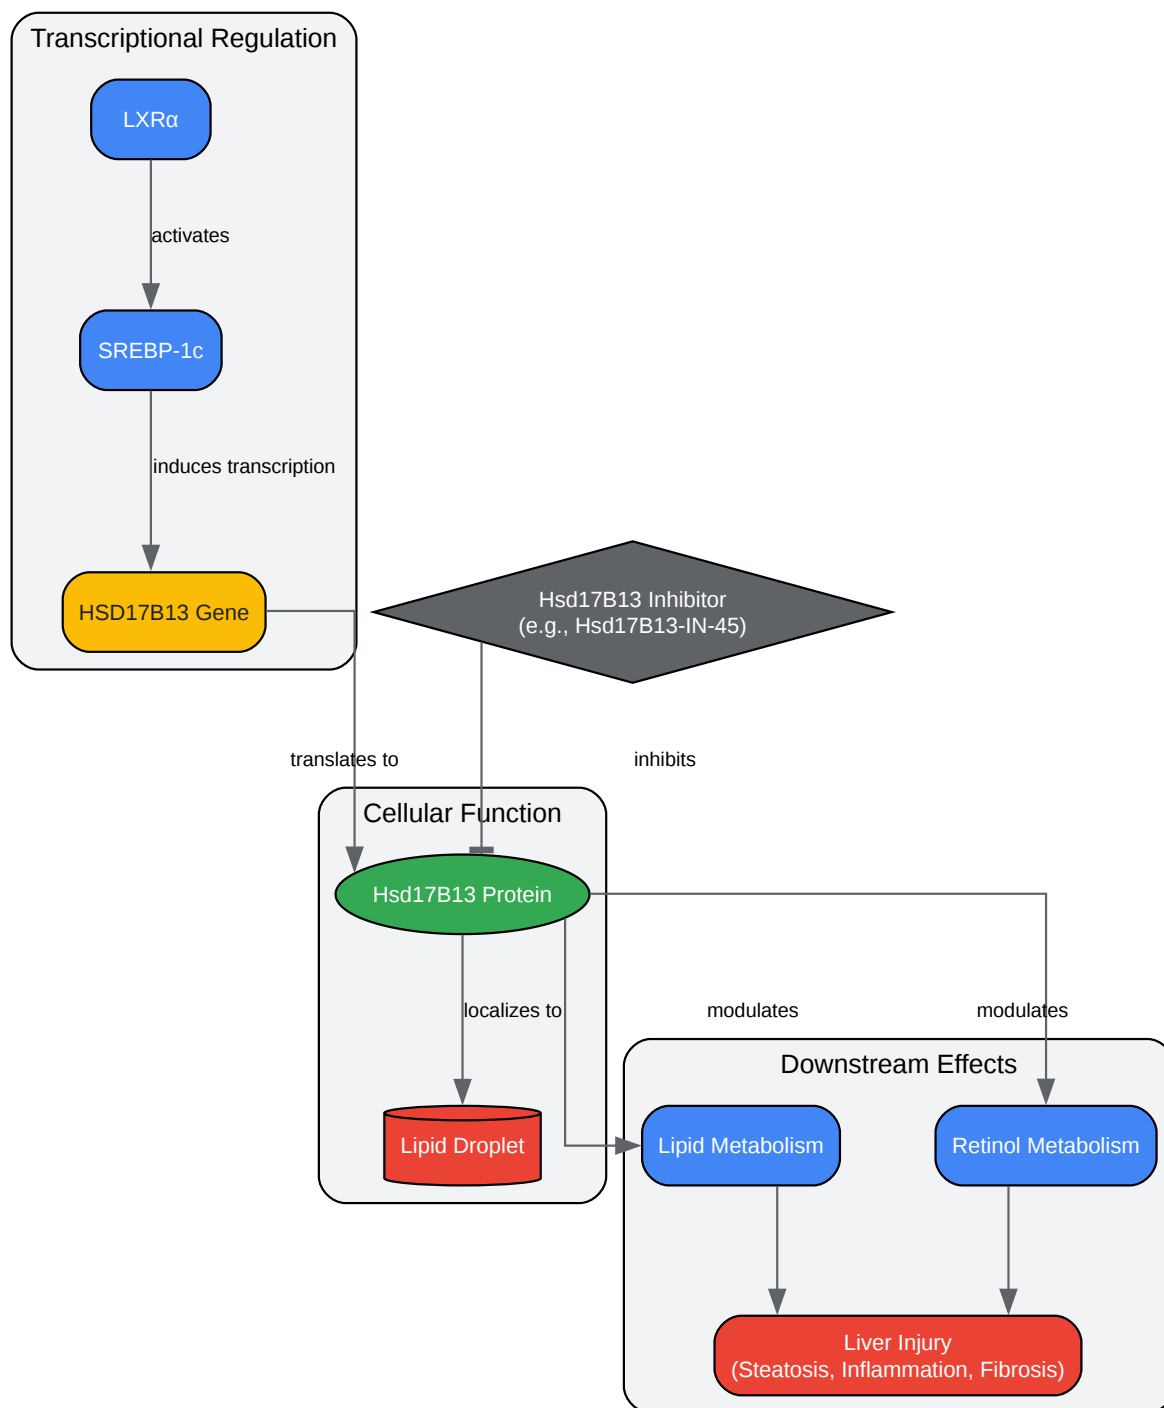 Transcriptional Regulation
LXRα
activates
SREBP-1c
induces transcription
HSD17B13 Gene
Hsd17B13 Inhibitor
(e.g., Hsd17B13-IN-45)
translates to
inhibits
Cellular Function
Hsd17B13 Protein
localizes to
modulates
modulates
Downstream Effects
Lipid Droplet
Lipid Metabolism
Retinol Metabolism
Liver Injury
(Steatosis, Inflammation, Fibrosis)